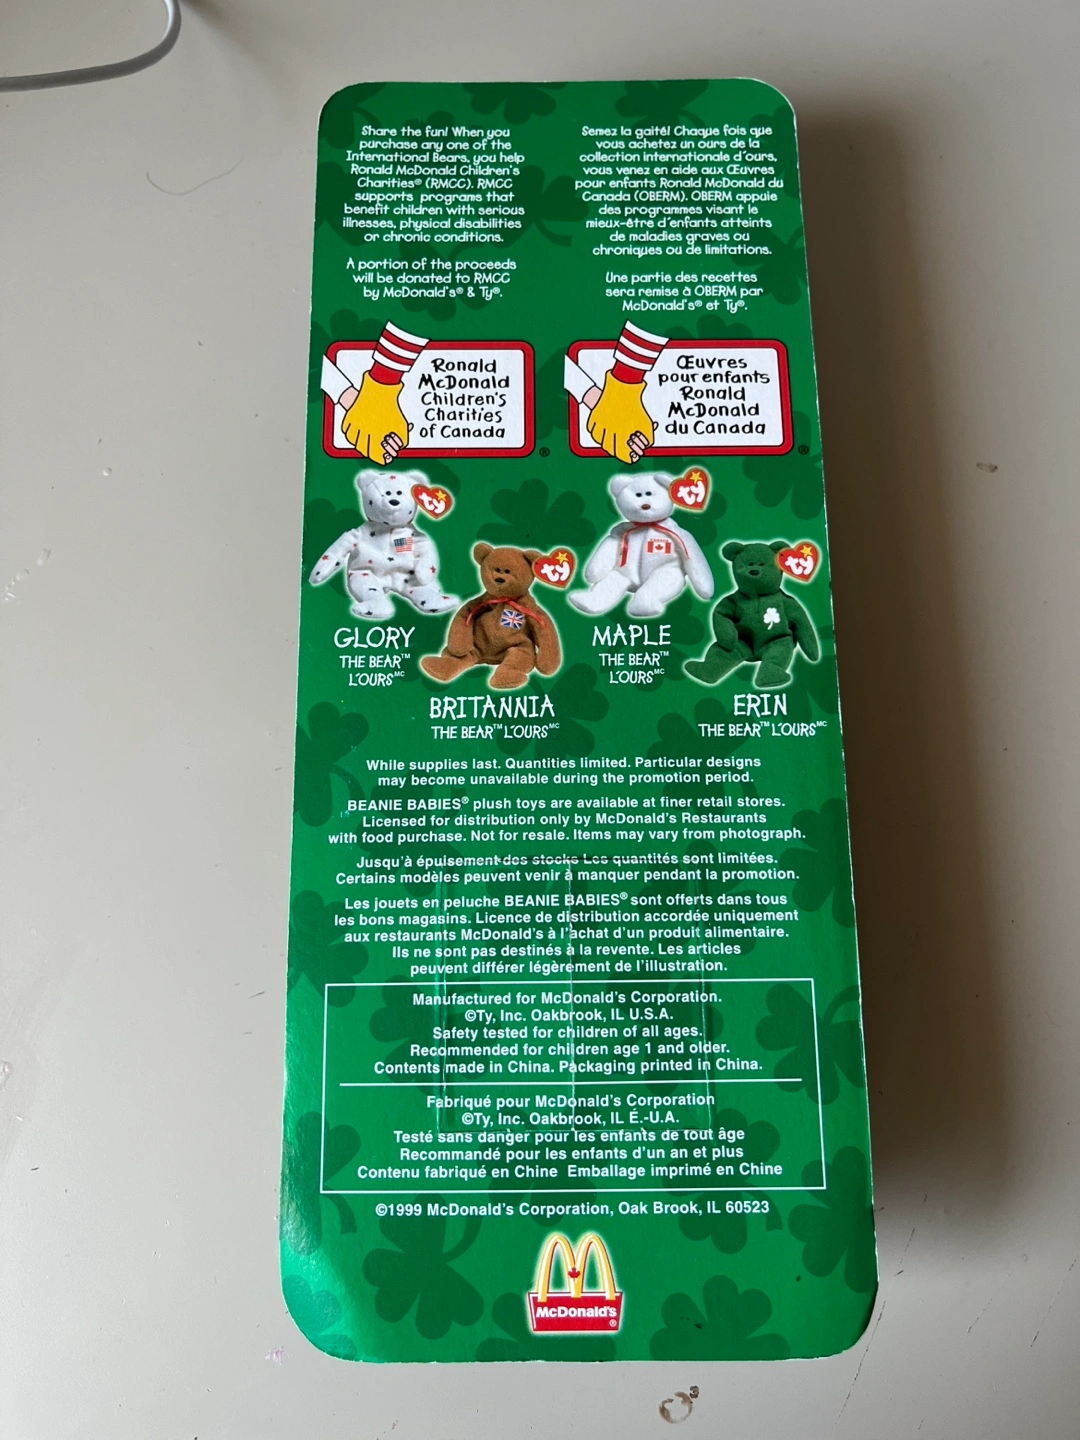 Share the fun! When you
purchase any one of the
International Bears, you help
Ronald McDonald Children's
Charities® (RMCC). RMCC
supports programs that
benefit children with serious
illnesses, physical disabilities
or chronic conditions.
A portion of the proceeds
will be donated to RMCC
by McDonald's® & Ty®.
Semez la gaité! Chaque fois que
vous achetez un ours de la
collection internationale d'ours,
vous venez en aide aux Œuvres
pour enfants Ronald McDonald du
Canada (OBERM). OBERM appuie
des programmes visant le
mieux-être d'enfants atteints
de maladies graves ou
chroniques ou de limitations.
Une partie des recettes
sera remise à OBERM par
McDonald's® et Ty®.
Ronald
McDonald
Children's
Charities
of Canada
®
Œuvres
pour enfants
Ronald
McDonald
du Canada
®
ty
ty
ty
ty
CANADA
GLORY
THE BEAR™
L'OURS MC
BRITANNIA
THE BEAR™ L'OURS MC
MAPLE
THE BEAR™
L'OURS MC
ERIN
THE BEAR™ L'OURS MC
While supplies last. Quantities limited. Particular designs
may become unavailable during the promotion period.
BEANIE BABIES® plush toys are available at finer retail stores.
Licensed for distribution only by McDonald's Restaurants
with food purchase. Not for resale. Items may vary from photograph.
Jusqu'à épuisement des stocks Les quantités sont limitées.
Certains modèles peuvent venir à manquer pendant la promotion.
Les jouets en peluche BEANIE BABIES® sont offerts dans tous
les bons magasins. Licence de distribution accordée uniquement
aux restaurants McDonald's à l'achat d'un produit alimentaire.
Ils ne sont pas destinés à la revente. Les articles
peuvent différer légèrement de l'illustration.
Manufactured for McDonald's Corporation.
©Ty, Inc. Oakbrook, IL U.S.A.
Safety tested for children of all ages.
Recommended for children age 1 and older.
Contents made in China. Packaging printed in China.
Fabriqué pour McDonald's Corporation
©Ty, Inc. Oakbrook, IL É.-U.A.
Testé sans danger pour les enfants de tout âge
Recommandé pour les enfants d'un an et plus
Contenu fabriqué en Chine Emballage imprimé en Chine
©1999 McDonald's Corporation, Oak Brook, IL 60523
McDonald's
®